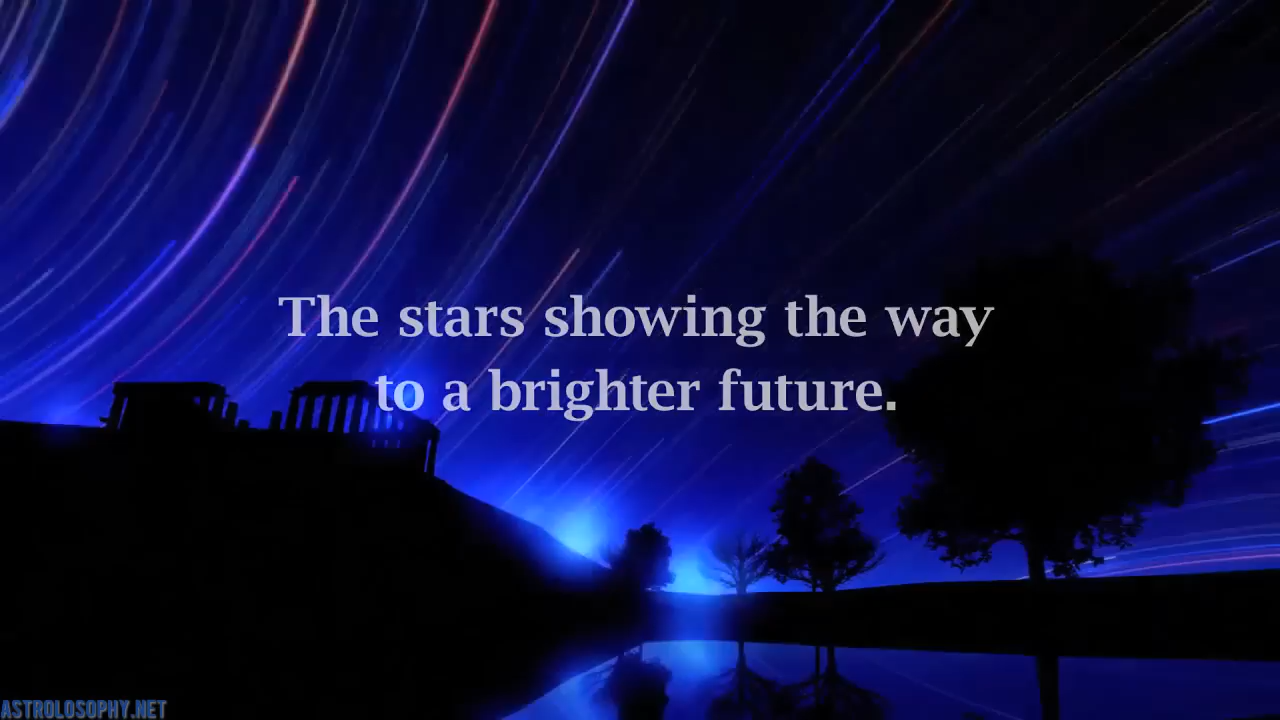 The stars showing the way
to a brighter future.
ASTROLOSOPHY.NET